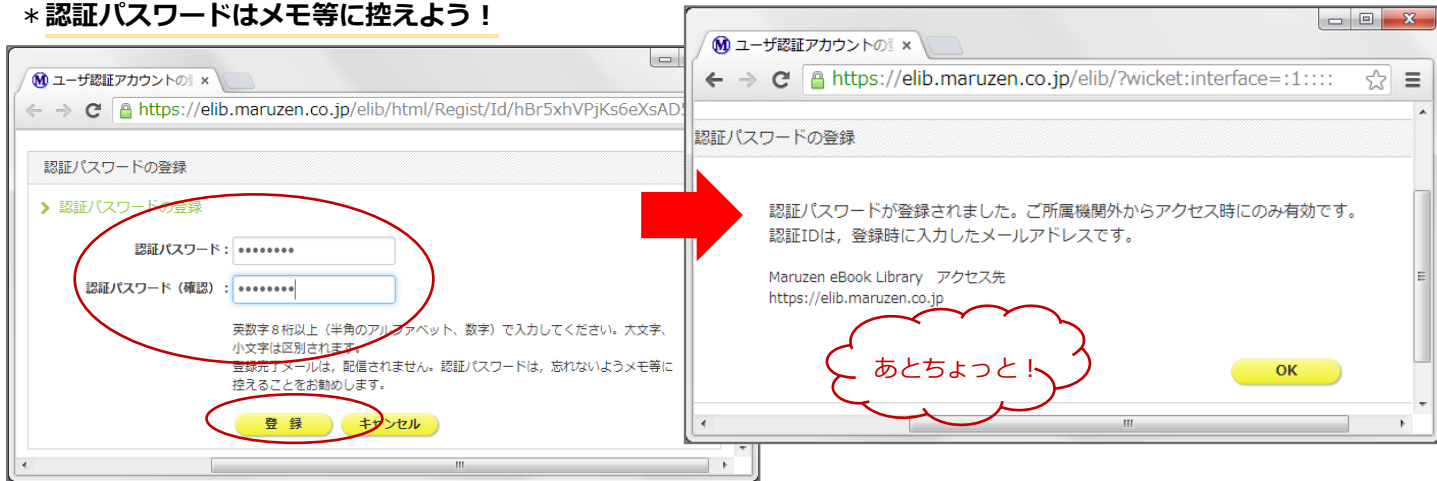 ＊認証パスワードはメモ等に控えよう！
ユーザ認証アカウントの
https://elib.maruzen.co.jp/elib/html/Regist/Id/hBr5xhVPjKs6eXsAD5
認証パスワードの登録
認証パスワードの登録
認証パスワード：••••••••
認証パスワード（確認）：••••••••
英数字８桁以上（半角のアルファベット、数字）で入力してください。大文字、
小文字は区別されます。
登録完了メールは，配信されません。認証パスワードは，忘れないようメモ等に
控えることをお勧めします。
登 録 キャンセル
ユーザ認証アカウントの
https://elib.maruzen.co.jp/elib/?wicket:interface=:1::::
認証パスワードの登録
認証パスワードが登録されました。ご所属機関外からアクセス時にのみ有効です。
認証IDは，登録時に入力したメールアドレスです。
Maruzen eBook Library　アクセス先
https://elib.maruzen.co.jp
あとちょっと！
OK